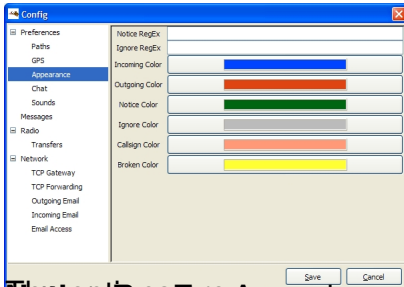 Config
Preferences
Paths
GPS
Appearance
Chat
Sounds
Messages
Radio
Transfers
Network
TCP Gateway
TCP Forwarding
Outgoing Email
Incoming Email
Email Access
Notice RegEx
Ignore RegEx
Incoming Color
Outgoing Color
Notice Color
Ignore Color
Callsign Color
Broken Color
Save
Cancel